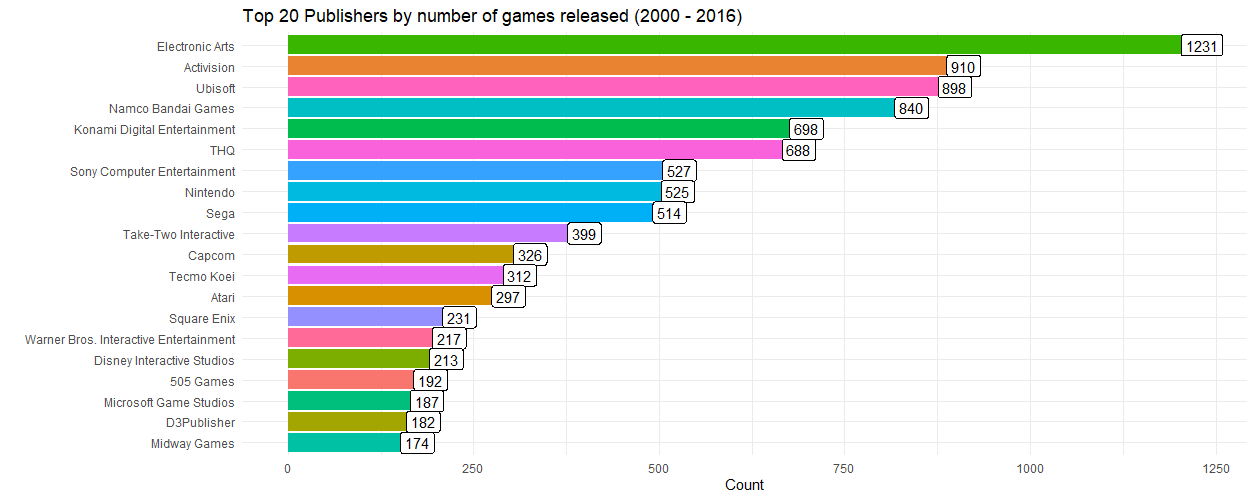 Top 20 Publishers by number of games released (2000 - 2016)
Electronic Arts 1231
Activision 910
Ubisoft 898
Namco Bandai Games 840
Konami Digital Entertainment 698
THQ 688
Sony Computer Entertainment 527
Nintendo 525
Sega 514
Take-Two Interactive 399
Capcom 326
Tecmo Koei 312
Atari 297
Square Enix 231
Warner Bros. Interactive Entertainment 217
Disney Interactive Studios 213
505 Games 192
Microsoft Game Studios 187
D3Publisher 182
Midway Games 174
0 250 500 750 1000 1250
Count